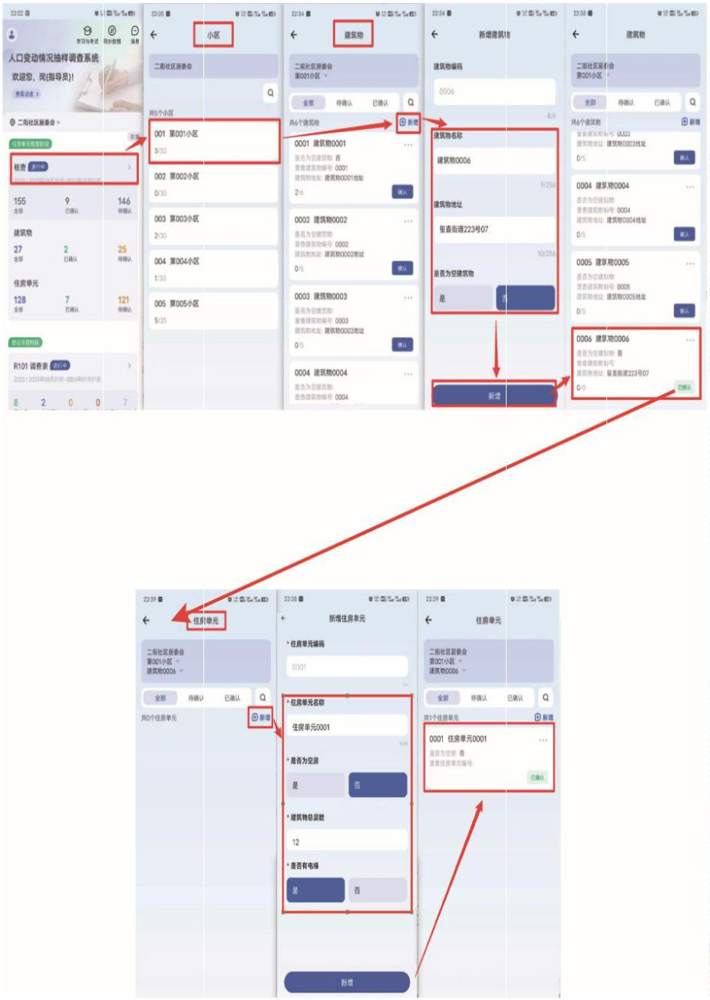 22:22
学习与考试 同步数据 消息
人口变动情况抽样调查系统
欢迎您，闵(指导员)!
查看进度 >
二街社区居委会
住房单元核查阶段
核查 进行中 >
155 9 146
全部 已确认 待确认
建筑物
27 2 25
全部 已确认 待确认
住房单元
128 7 121
全部 已确认 待确认
登记调查阶段
R101 调查表 进行中 >
8 2 0 0 7
22:05
小区
二街社区居委会
共5个小区
001 第001小区
3/32
002 第002小区
0/30
003 第003小区
2/30
004 第004小区
1/30
005 第005小区
5/35
22:34
建筑物
二街社区居委会
第001小区
全部 待确认 已确认
共6个建筑物 新增
0001 建筑物0001 ...
是否为空建筑物: 否
普查建筑物编号: 0001
建筑物地址: 建筑物0001地址
2/6 确认
0002 建筑物0002 ...
是否为空建筑物:
普查建筑物编号: 0002
建筑物地址: 建筑物0002地址
0/5 确认
0003 建筑物0003 ...
是否为空建筑物:
普查建筑物编号: 0003
建筑物地址: 建筑物0003地址
0/5 确认
0004 建筑物0004 ...
是否为空建筑物:
普查建筑物编号: 0004
22:34
新增建筑物
建筑物编码
0006
4/4
建筑物名称
建筑物0006
9/256
建筑物地址
玺直街道223号07
10/256
是否为空建筑物
是 否
新增
22:38
建筑物
二街社区居委会
第001小区
全部 待确认 已确认
共6个建筑物 新增
普查建筑物编号: 0003
建筑物地址: 建筑物0003地址
0/5 确认
0004 建筑物0004 ...
是否为空建筑物:
普查建筑物编号: 0004
建筑物地址: 建筑物0004地址
0/5 确认
0005 建筑物0005 ...
是否为空建筑物:
普查建筑物编号: 0005
建筑物地址: 建筑物0005地址
0/5 确认
0006 建筑物0006 ...
是否为空建筑物: 否
普查建筑物编号:
建筑物地址: 玺直街道223号07
0/0 已确认
22:39
住房单元
二街社区居委会
第001小区
建筑物0006
全部 待确认 已确认
共0个住房单元 新增
22:38
新增住房单元
* 住房单元编码
0001
* 住房单元名称
住房单元0001
* 是否为空房
是 否
* 建筑物总层数
12
* 是否有电梯
是 否
新增
22:39
住房单元
二街社区居委会
第001小区
建筑物0006
全部 待确认 已确认
共1个住房单元 新增
0001 住房单元0001 ...
是否为空房: 否
普查住房单元编号:
已确认